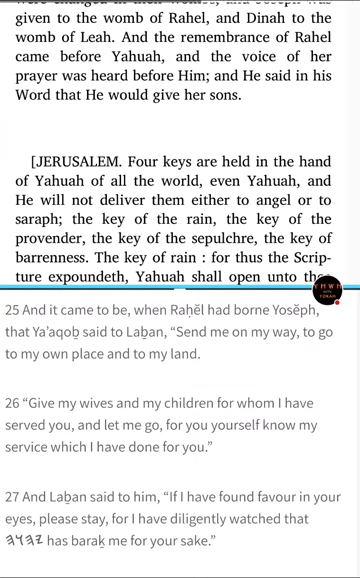 given to the womb of Rahel, and Dinah to the
womb of Leah. And the remembrance of Rahel
came before Yahuah, and the voice of her
prayer was heard before Him; and He said in his
Word that He would give her sons.
[JERUSALEM. Four keys are held in the hand
of Yahuah of all the world, even Yahuah, and
He will not deliver them either to angel or to
saraph; the key of the rain, the key of the
provender, the key of the sepulchre, the key of
barrenness. The key of rain : for thus the Scrip-
ture expoundeth, Yahuah shall open unto the
YHWH
TORAH
25 And it came to be, when Raḥĕl had borne Yosĕph,
that Ya‛aqoḇ said to Laḇan, “Send me on my way, to go
to my own place and to my land.
26 “Give my wives and my children for whom I have
served you, and let me go, for you yourself know my
service which I have done for you.”
27 And Laḇan said to him, “If I have found favour in your
eyes, please stay, for I have diligently watched that
𐤉𐤄𐤅𐤄 has baraḵ me for your sake.”